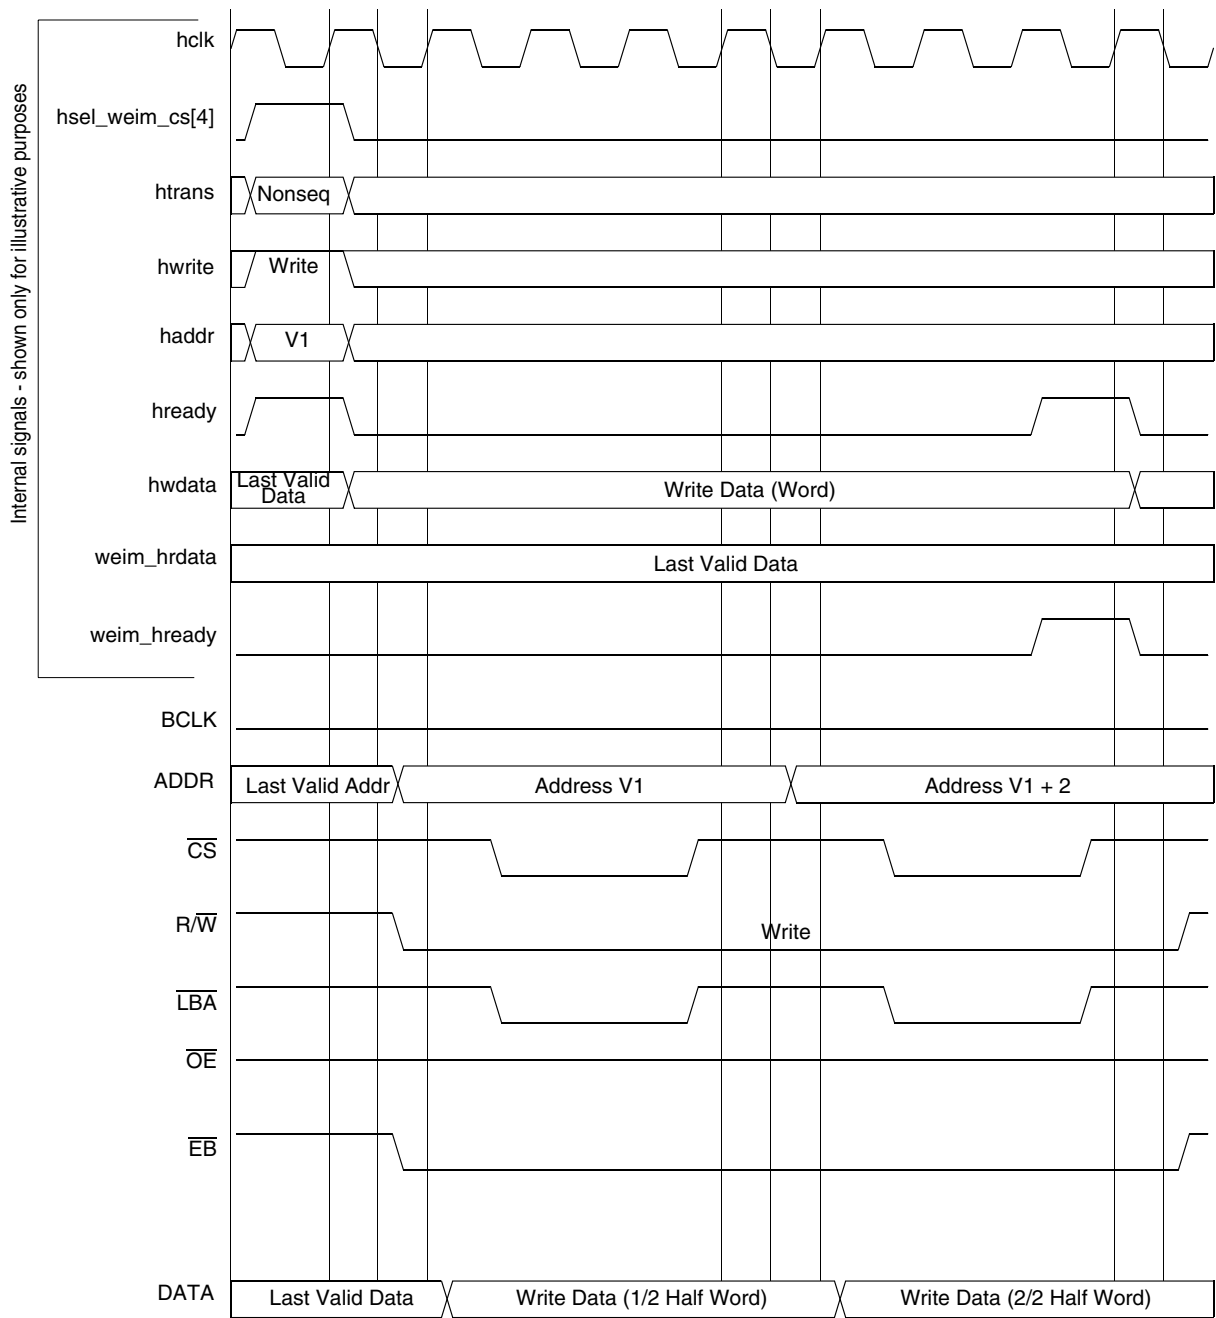 Internal signals - shown only for illustrative purposes
hclk
hsel_weim_cs[4]
htrans
Nonseq
hwrite
Write
haddr
V1
hready
hwdata
Last Valid
Data
Write Data (Word)
weim_hrdata
Last Valid Data
weim_hready
BCLK
ADDR
Last Valid Addr
Address V1
Address V1 + 2
CS
R/W
Write
LBA
OE
EB
DATA
Last Valid Data
Write Data (1/2 Half Word)
Write Data (2/2 Half Word)